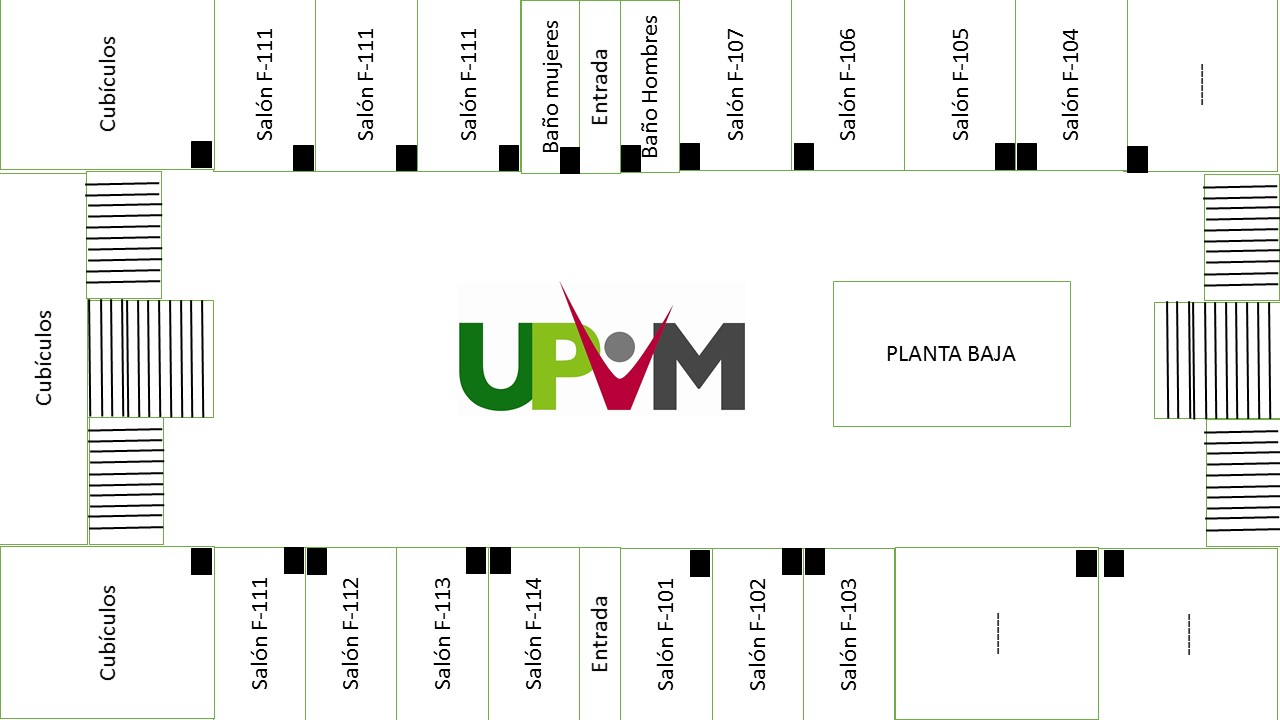 Cubículos
Salón F-111
Salón F-111
Salón F-111
Baño mujeres
Entrada
Baño Hombres
Salón F-107
Salón F-106
Salón F-105
Salón F-104
-------
Cubículos
UPVM
PLANTA BAJA
Cubículos
Salón F-111
Salón F-112
Salón F-113
Salón F-114
Entrada
Salón F-101
Salón F-102
Salón F-103
-------
-------